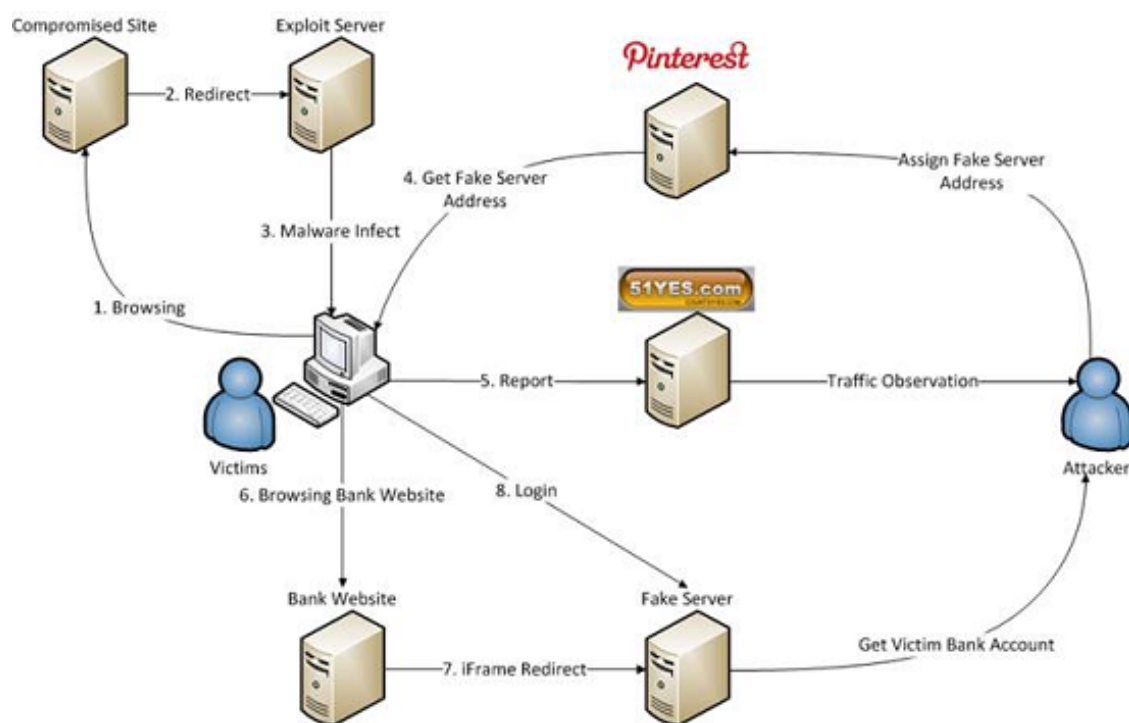 Compromised Site
Exploit Server
Pinterest
2. Redirect
Assign Fake Server
Address
4. Get Fake Server
Address
3. Malware Infect
51YES.com
1. Browsing
5. Report
Traffic Observation
Victims
Attacker
6. Browsing Bank Website
8. Login
Bank Website
Fake Server
7. iFrame Redirect
Get Victim Bank Account